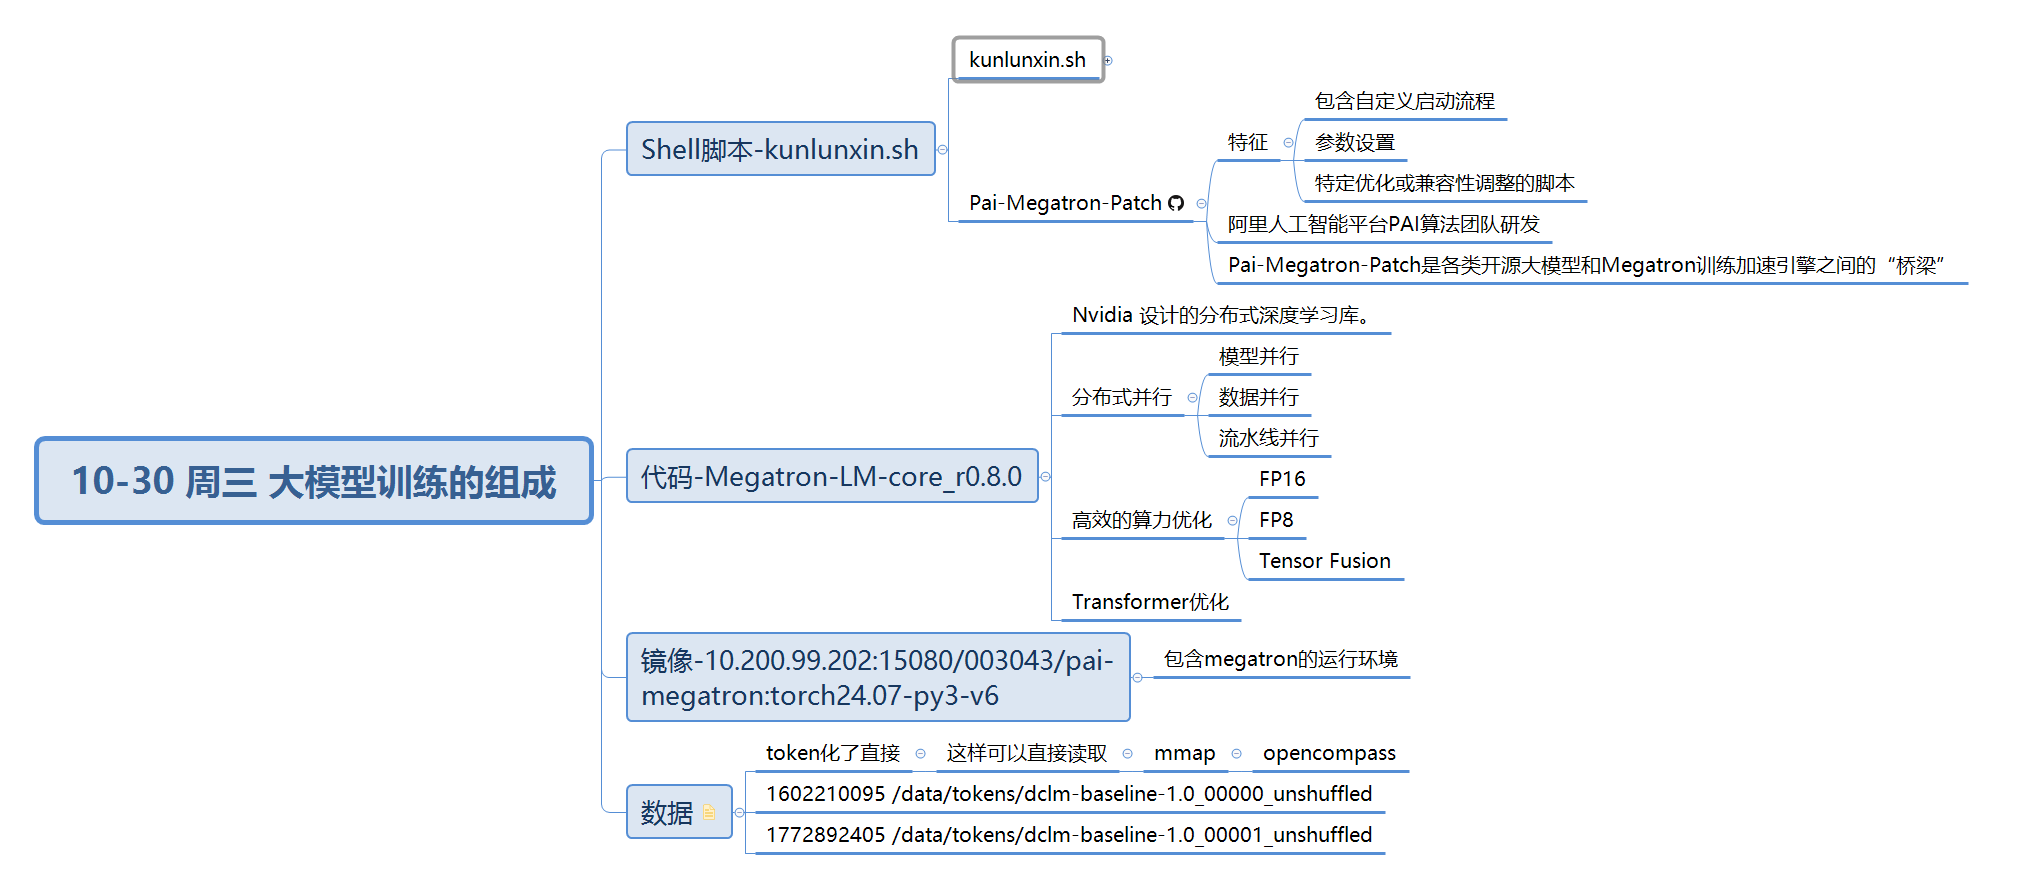 10-30 周三 大模型训练的组成
Shell脚本-kunlunxin.sh
kunlunxin.sh
Pai-Megatron-Patch
特征
包含自定义启动流程
参数设置
特定优化或兼容性调整的脚本
阿里人工智能平台PAI算法团队研发
Pai-Megatron-Patch是各类开源大模型和Megatron训练加速引擎之间的“桥梁”
代码-Megatron-LM-core_r0.8.0
Nvidia 设计的分布式深度学习库。
分布式并行
模型并行
数据并行
流水线并行
高效的算力优化
FP16
FP8
Tensor Fusion
Transformer优化
镜像-10.200.99.202:15080/003043/pai-
megatron:torch24.07-py3-v6
包含megatron的运行环境
数据
token化了直接
这样可以直接读取
mmap
opencompass
1602210095 /data/tokens/dclm-baseline-1.0_00000_unshuffled
1772892405 /data/tokens/dclm-baseline-1.0_00001_unshuffled